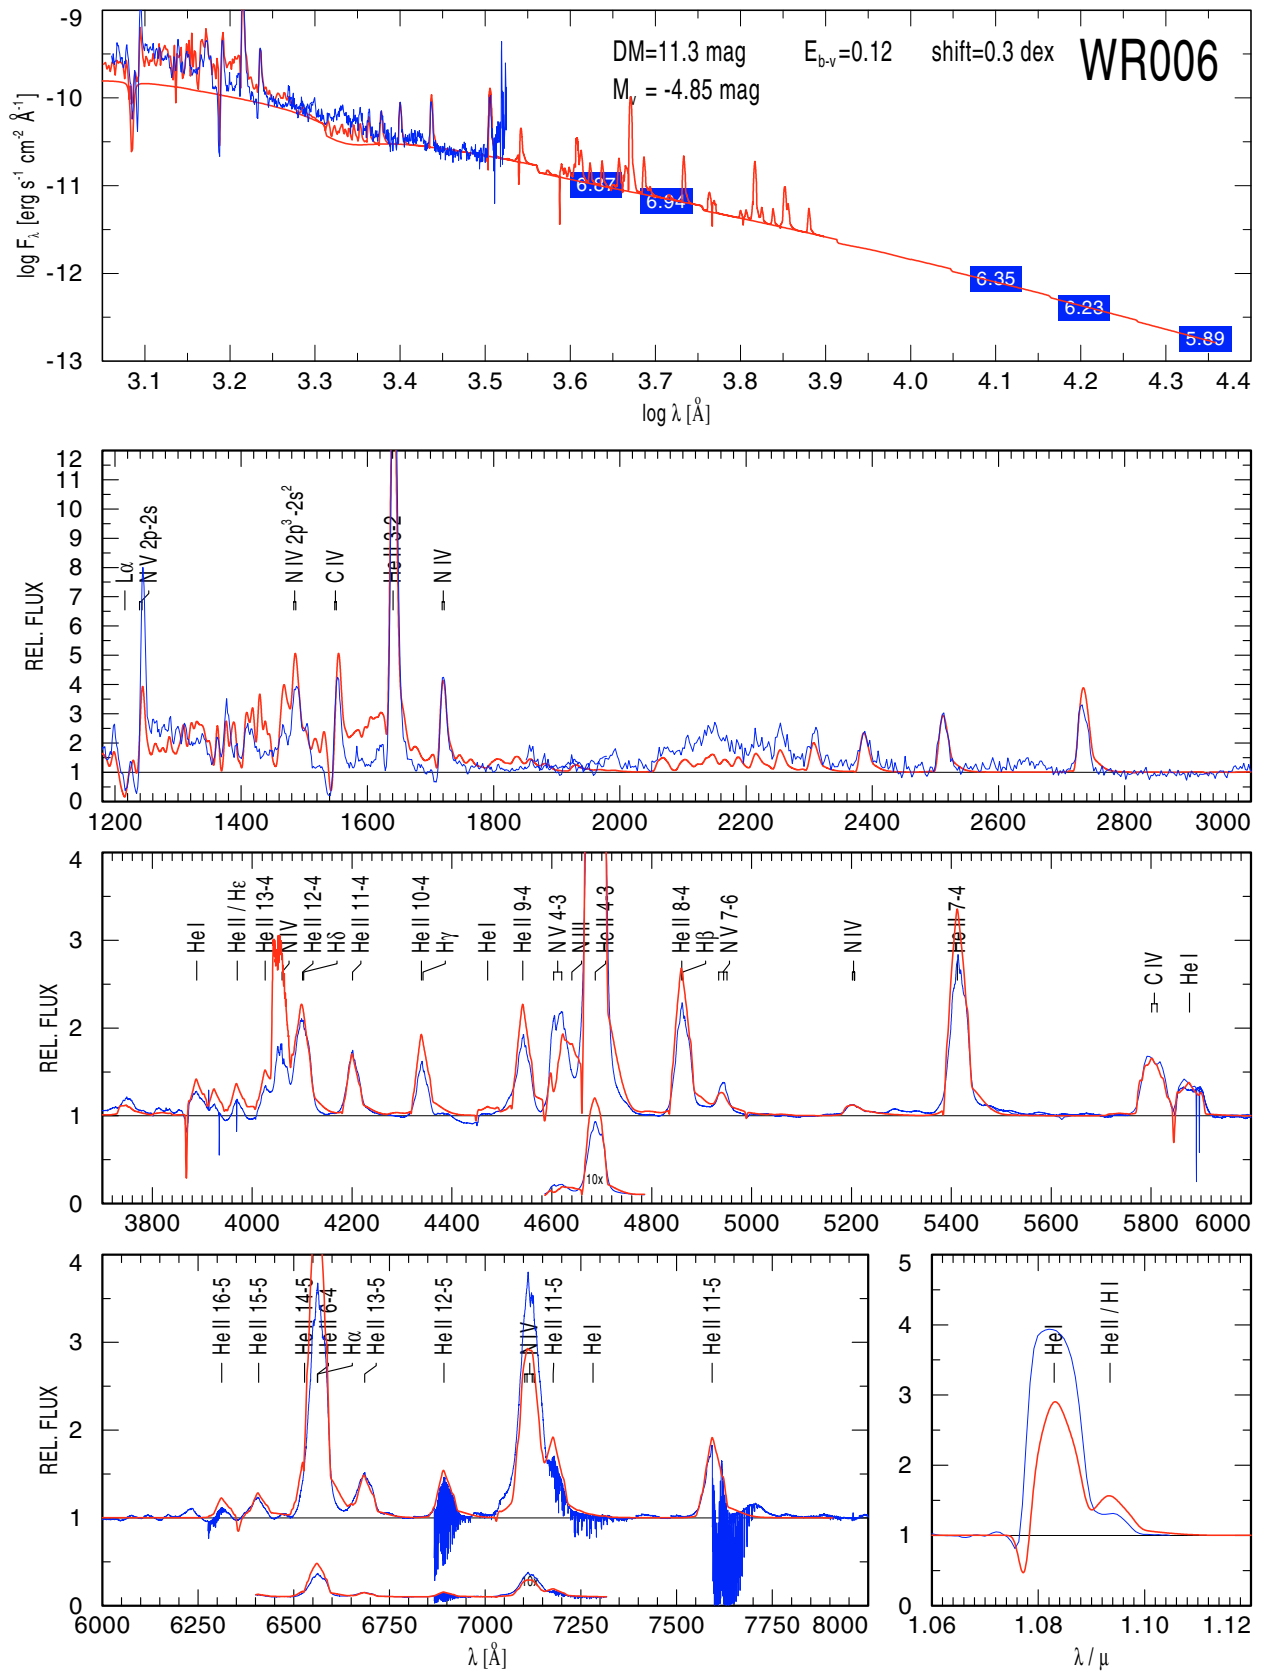 WR006
DM=11.3 mag E_b-v=0.12 shift=0.3 dex
M_v = -4.85 mag
log F_λ [erg s⁻¹ cm⁻² Å⁻¹]
-9
-10
-11
-12
-13
6.87
6.94
6.35
6.23
5.89
3.1 3.2 3.3 3.4 3.5 3.6 3.7 3.8 3.9 4.0 4.1 4.2 4.3 4.4
log λ [Å]
REL. FLUX
12
11
10
9
8
7
6
5
4
3
2
1
0
Lα
N V 2p-2s
N IV 2p³-2s²
C IV
He II 3-2
N IV
1200 1400 1600 1800 2000 2200 2400 2600 2800 3000
REL. FLUX
4
3
2
1
0
He I
He II / Hε
He II 13-4
N IV
He II 12-4
Hδ
He II 11-4
He II 10-4
Hγ
He I
He II 9-4
N V 4-3
N III
He II 4-3
He II 8-4
Hβ
N V 7-6
N IV
He II 7-4
C IV
He I
10x
3800 4000 4200 4400 4600 4800 5000 5200 5400 5600 5800 6000
REL. FLUX
4
3
2
1
0
He II 16-5
He II 15-5
He II 14-5
He II 6-4
Hα
He II 13-5
He II 12-5
N IV
He II 11-5
He I
He II 11-5
10x
6000 6250 6500 6750 7000 7250 7500 7750 8000
λ [Å]
5
4
3
2
1
0
He I
He II / H I
1.06 1.08 1.10 1.12
λ / μ